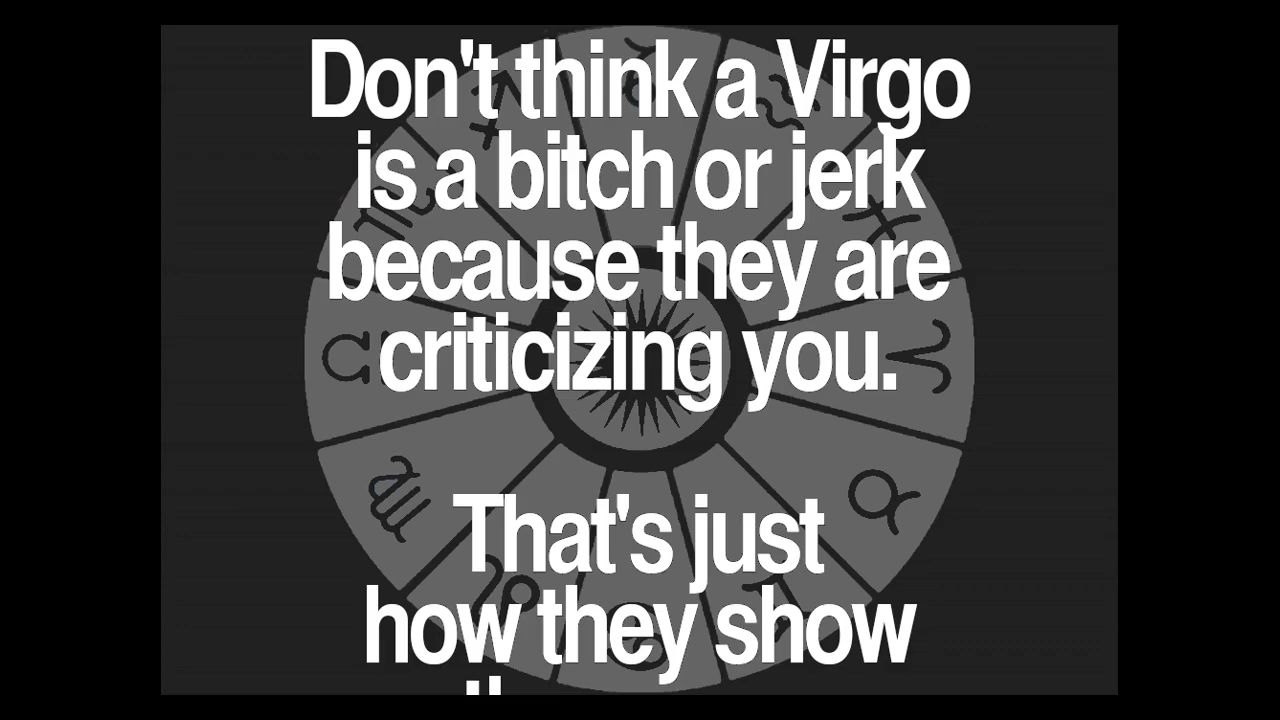 Don't think a Virgo
is a bitch or jerk
because they are
criticizing you.
That's just
how they show